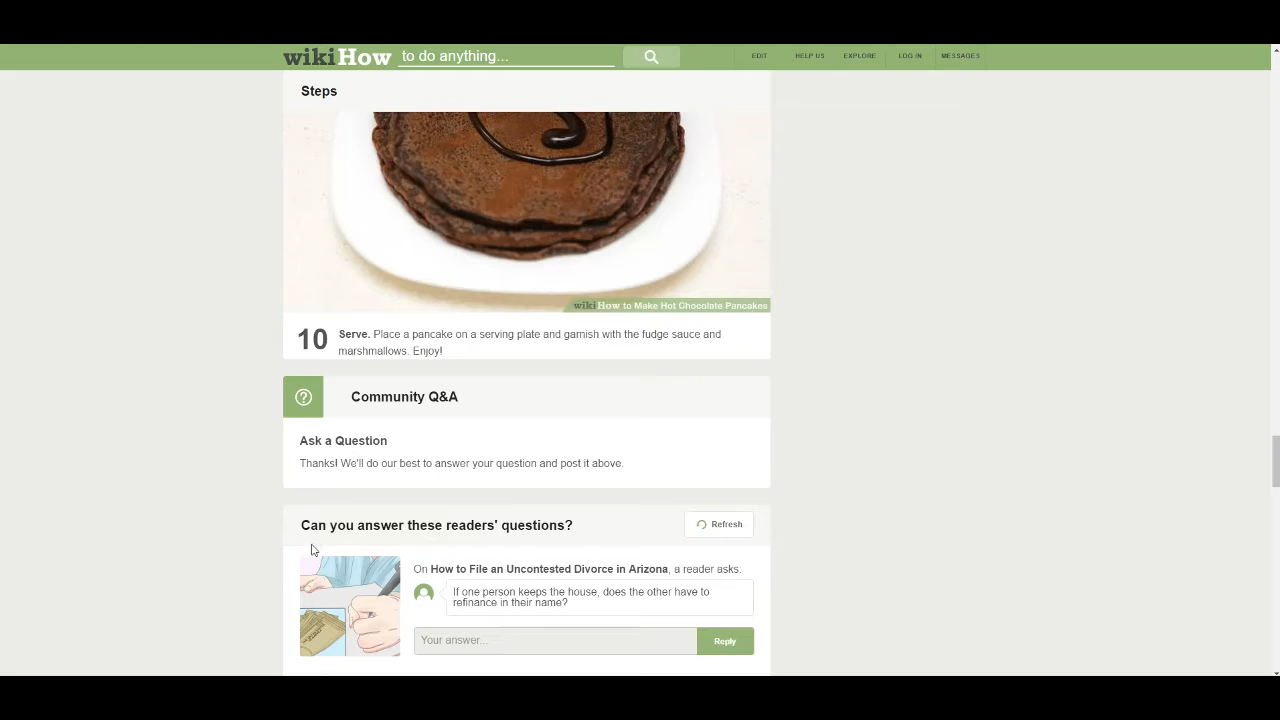 wikiHow to do anything... EDIT HELP US EXPLORE LOG IN MESSAGES
Steps
wikiHow to Make Hot Chocolate Pancakes
10 Serve. Place a pancake on a serving plate and garnish with the fudge sauce and
marshmallows. Enjoy!
Community Q&A
Ask a Question
Thanks! We'll do our best to answer your question and post it above.
Can you answer these readers' questions? Refresh
On How to File an Uncontested Divorce in Arizona, a reader asks:
If one person keeps the house, does the other have to
refinance in their name?
Your answer... Reply